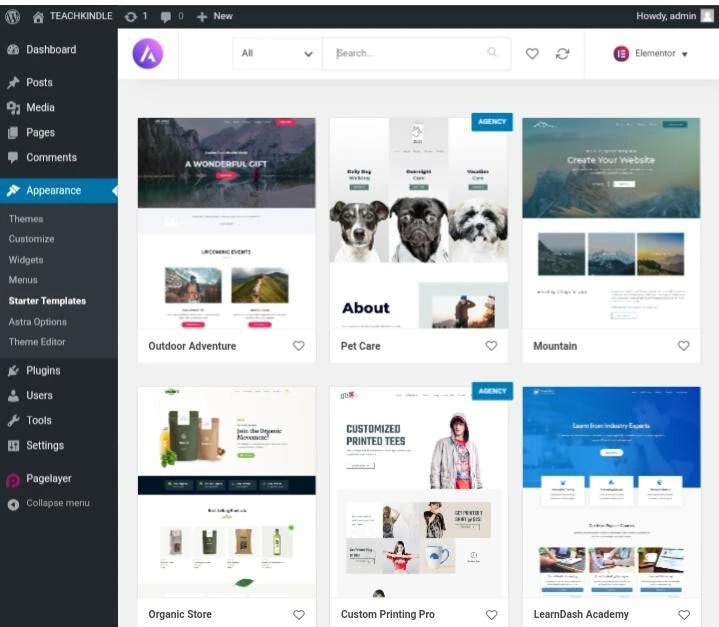 TEACHKINDLE 1 0 New Howdy, admin
Dashboard
All Search... Elementor
Posts
Media
Pages
Comments
Appearance
Themes
Customize
Widgets
Menus
Starter Templates
Astra Options
Theme Editor
Plugins
Users
Tools
Settings
Pagelayer
Collapse menu
A WONDERFUL GIFT
UPCOMING EVENTS
Outdoor Adventure
AGENCY
Daily Dog Walking
Overnight Care
Vacation Care
About
Pet Care
Create Your Website
Mountain
Join the Organic
Movement!
Best Selling Products
Organic Store
AGENCY
CUSTOMIZED
PRINTED TEES
Custom Printing Pro
Learn from Industry Experts
LearnDash Academy